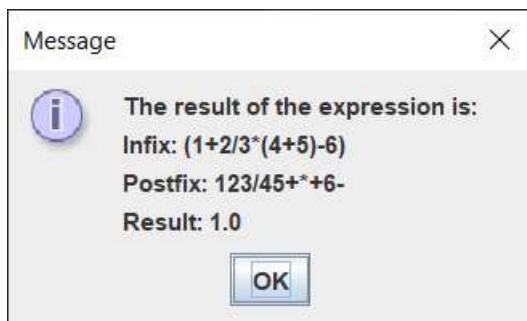 Message
The result of the expression is:
Infix: (1+2/3*(4+5)-6)
Postfix: 123/45+*+6-
Result: 1.0
OK